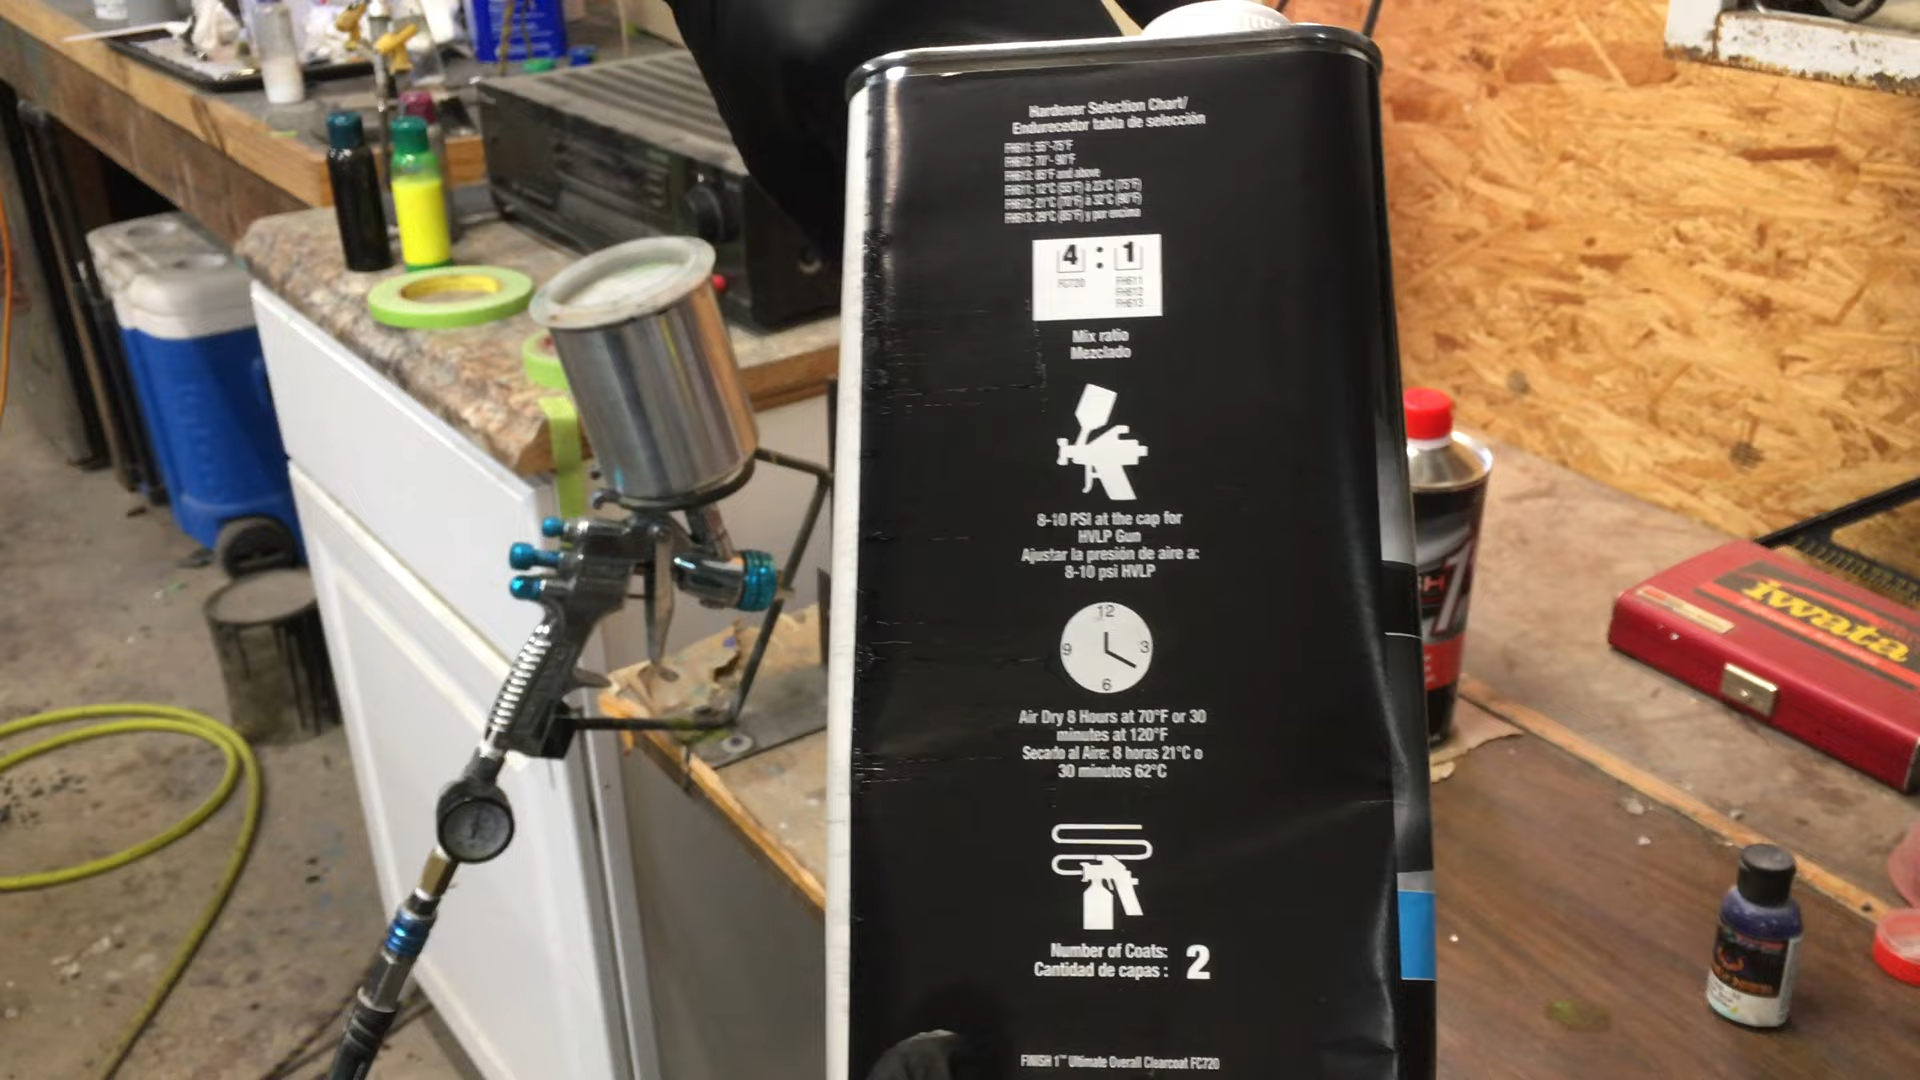 Hardener Selection Chart/
Endurecedor tabla de selección
FH611: 55°-75°F
FH612: 70°- 90°F
FH613: 85°F and above
FH611: 12°C (55°F) à 23°C (75°F)
FH612: 21°C (70°F) à 32°C (90°F)
FH613: 29°C (85°F) y por encima
4 : 1
FC720 FH611
FH612
FH613
Mix ratio
Mezclado
8-10 PSI at the cap for
HVLP Gun
Ajustar la presión de aire a:
8-10 psi HVLP
12
9 3
6
Air Dry 8 Hours at 70°F or 30
minutes at 120°F
Secado al Aire: 8 horas 21°C o
30 minutos 62°C
Number of Coats: 2
Cantidad de capas :
FINISH 1™ Ultimate Overall Clearcoat FC720
iwata